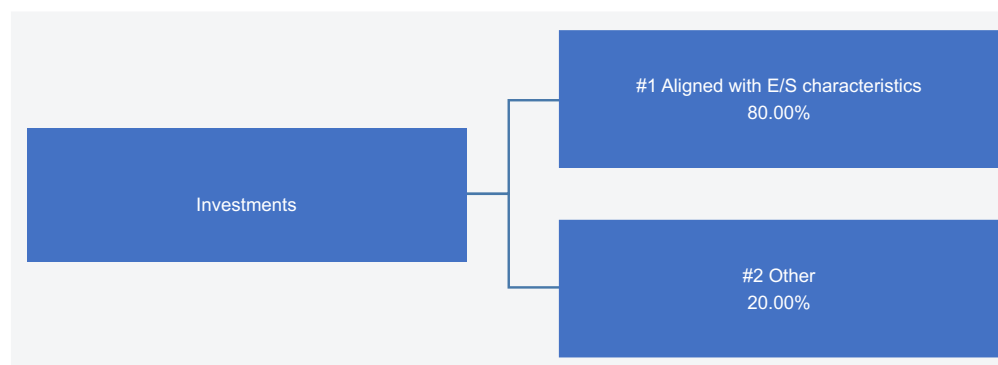 Investments
#1 Aligned with E/S characteristics
80.00%
#2 Other
20.00%